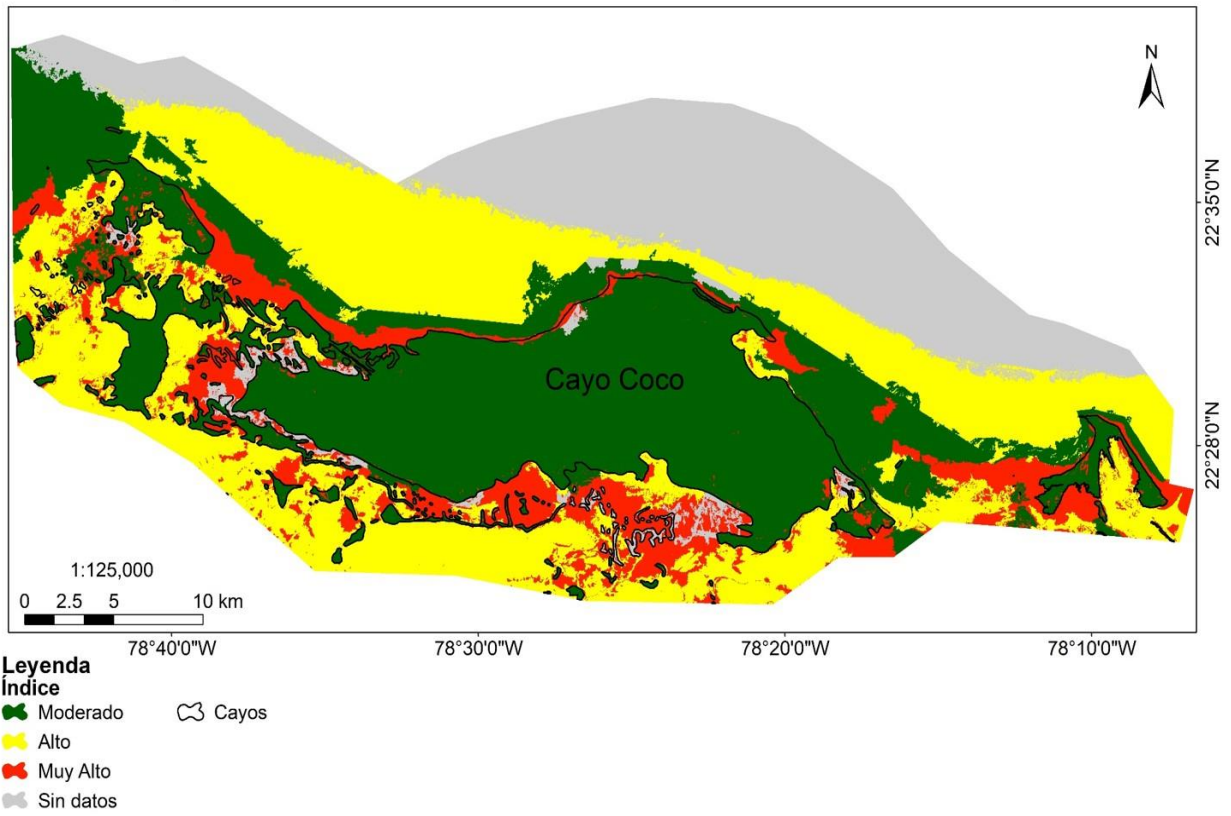 N
22°35'0"N
22°28'0"N
Cayo Coco
1:125,000
0 2.5 5 10 km
78°40'0"W 78°30'0"W 78°20'0"W 78°10'0"W
Leyenda
Índice
Moderado Cayos
Alto
Muy Alto
Sin datos